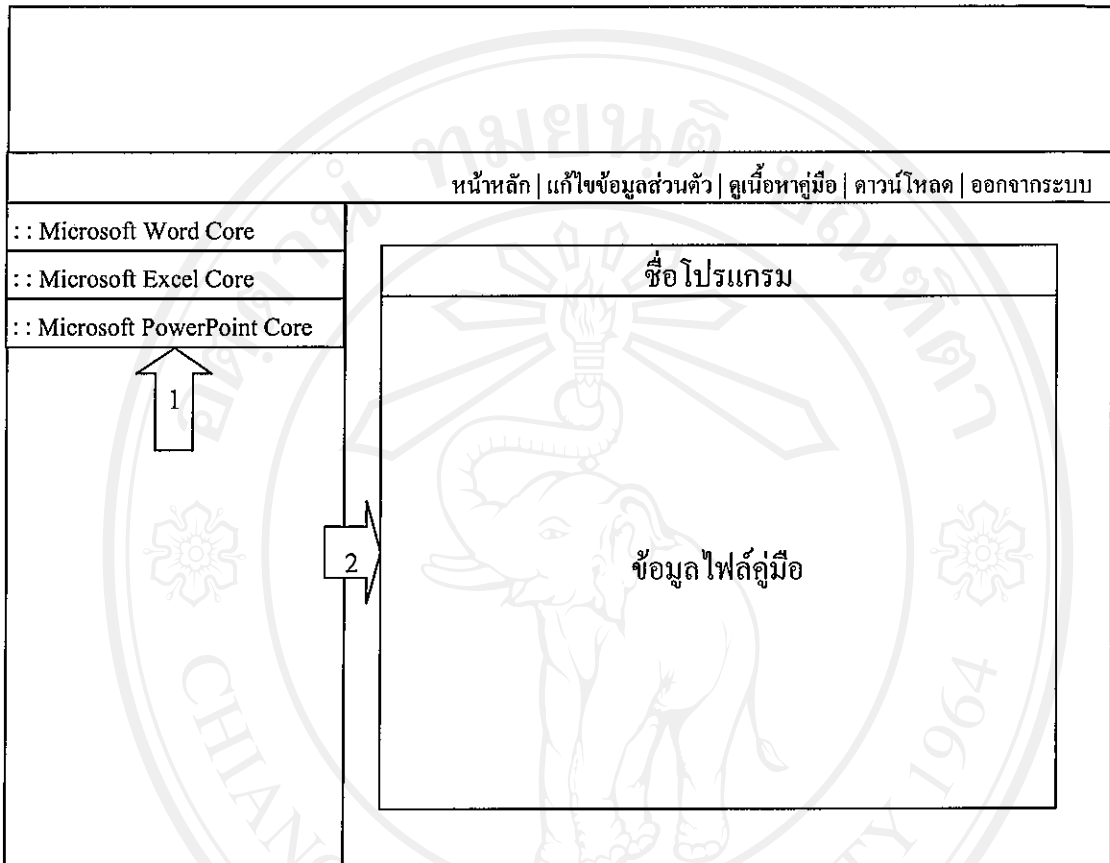 หน้าหลัก | แก้ไขข้อมูลส่วนตัว | ดูเนื้อหาคู่มือ | ดาวน์โหลด | ออกจากระบบ
: : Microsoft Word Core
: : Microsoft Excel Core
: : Microsoft PowerPoint Core
ชื่อโปรแกรม
1
2
ข้อมูลไฟล์คู่มือ